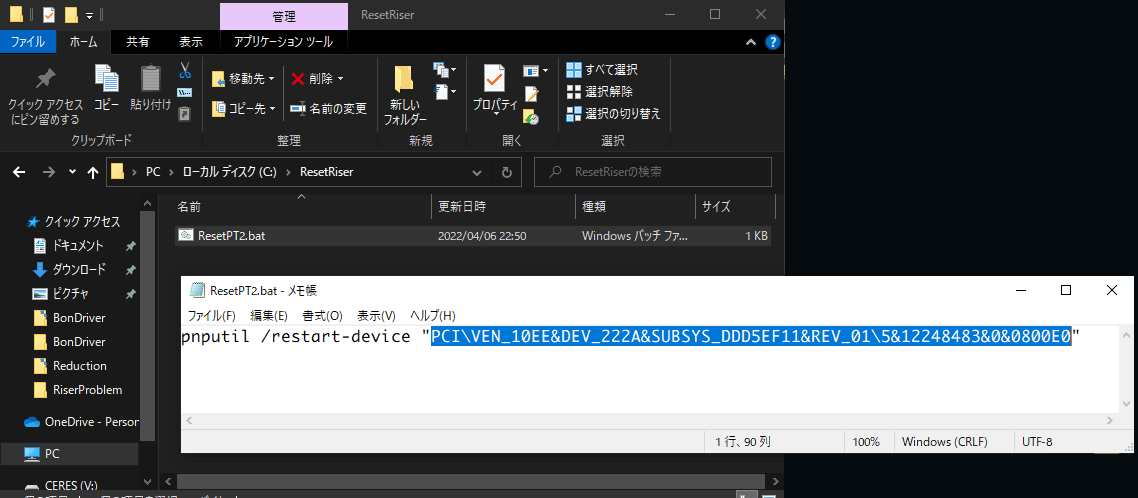 管理
ResetRiser
ファイル ホーム 共有 表示 アプリケーション ツール
クイック アクセス
にピン留めする
コピー
貼り付け
移動先
コピー先
削除
名前の変更
新しい
フォルダー
プロパティ
すべて選択
選択解除
選択の切り替え
クリップボード 整理 新規 開く 選択
PC ローカル ディスク (C:) ResetRiser
ResetRiserの検索
名前 更新日時 種類 サイズ
ResetPT2.bat 2022/04/06 22:50 Windows バッチ ファ... 1 KB
クイック アクセス
ドキュメント
ダウンロード
ピクチャ
BonDriver
BonDriver
Reduction
RiserProblem
OneDrive - Person
PC
CERES (V:)
ResetPT2.bat - メモ帳
ファイル(F) 編集(E) 書式(O) 表示(V) ヘルプ(H)
pnputil /restart-device "PCI\VEN_10EE&DEV_222A&SUBSYS_DDD5EF11&REV_01\5&12248483&0&0800E0"
1 行、90 列 100% Windows (CRLF) UTF-8